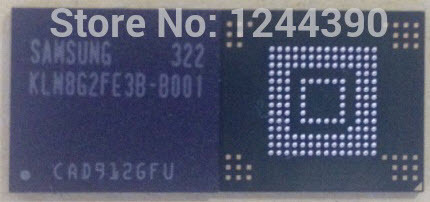 Store No: 1244390
SAMSUNG 322
KLM8G2FE3B-B001
CAD9126FU